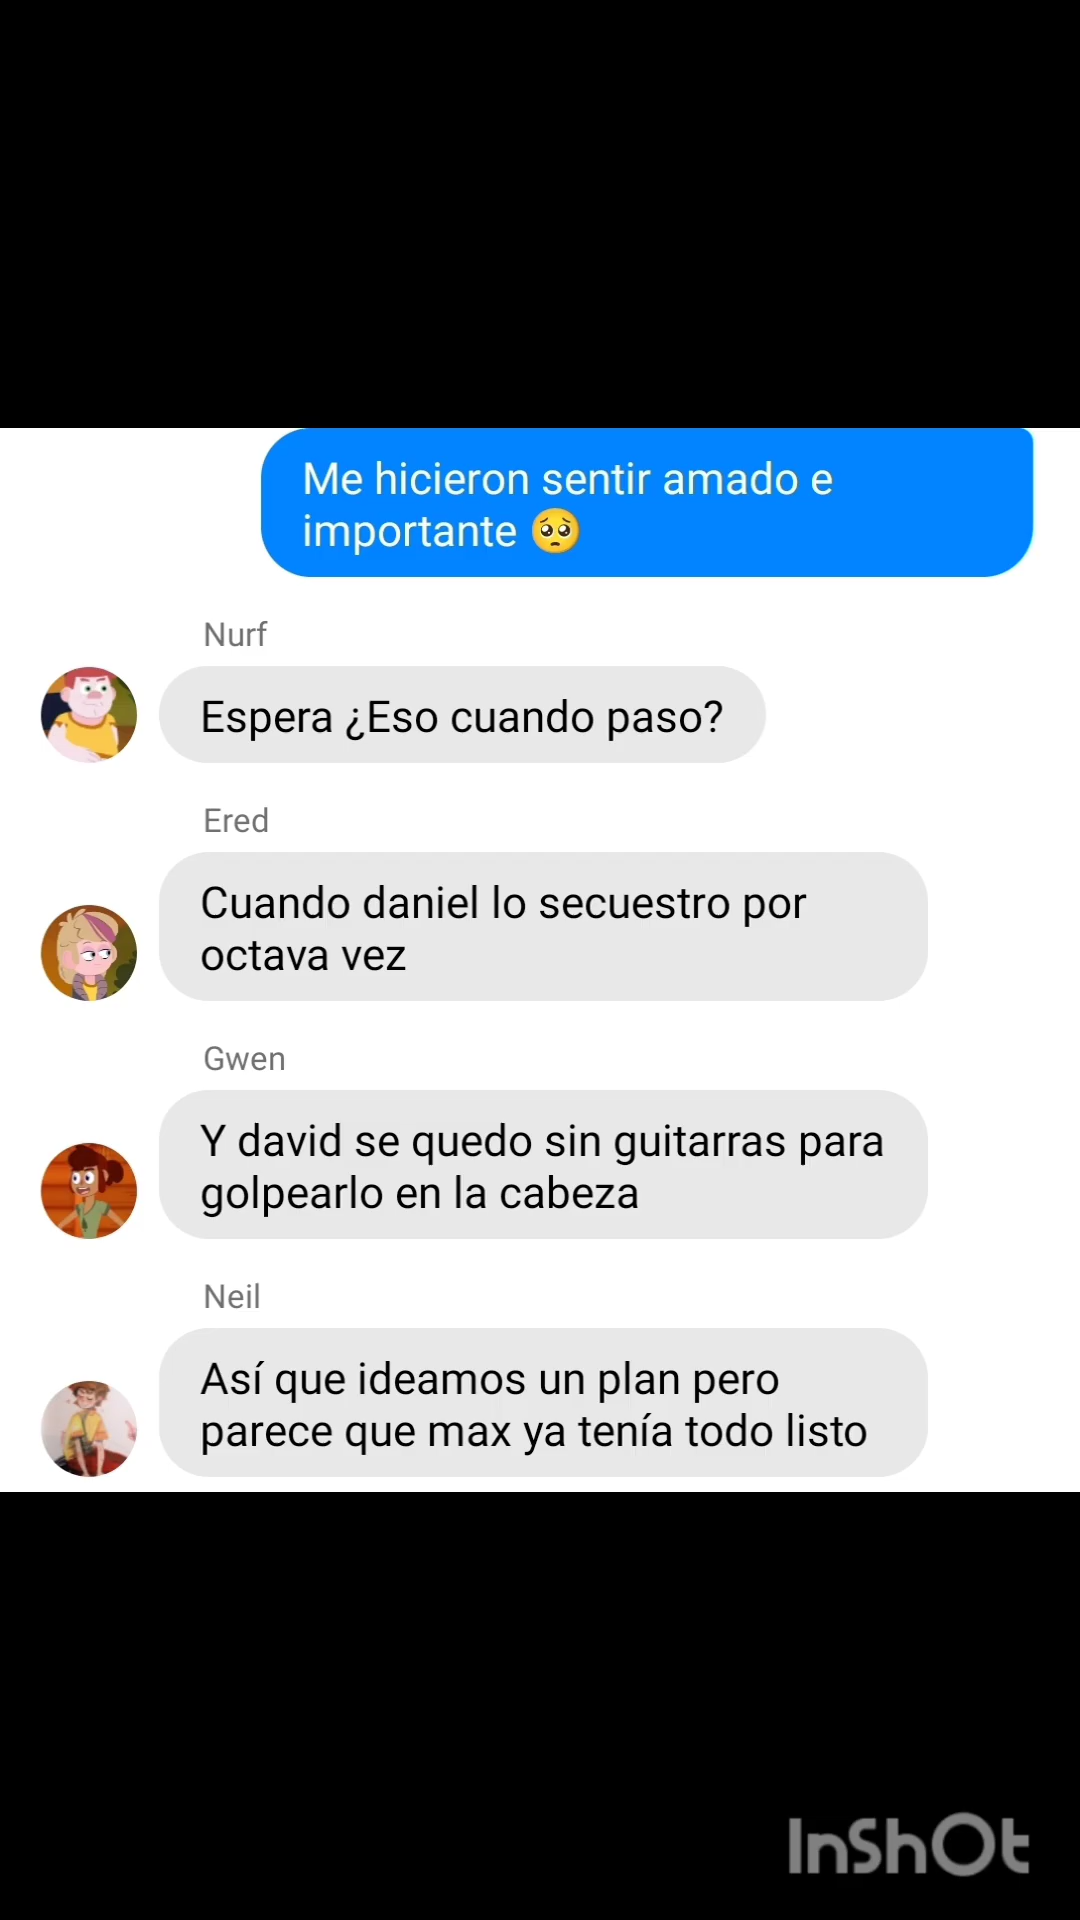 Me hicieron sentir amado e
importante 🥺
Nurf
Espera ¿Eso cuando paso?
Ered
Cuando daniel lo secuestro por
octava vez
Gwen
Y david se quedo sin guitarras para
golpearlo en la cabeza
Neil
Así que ideamos un plan pero
parece que max ya tenía todo listo
InShOt